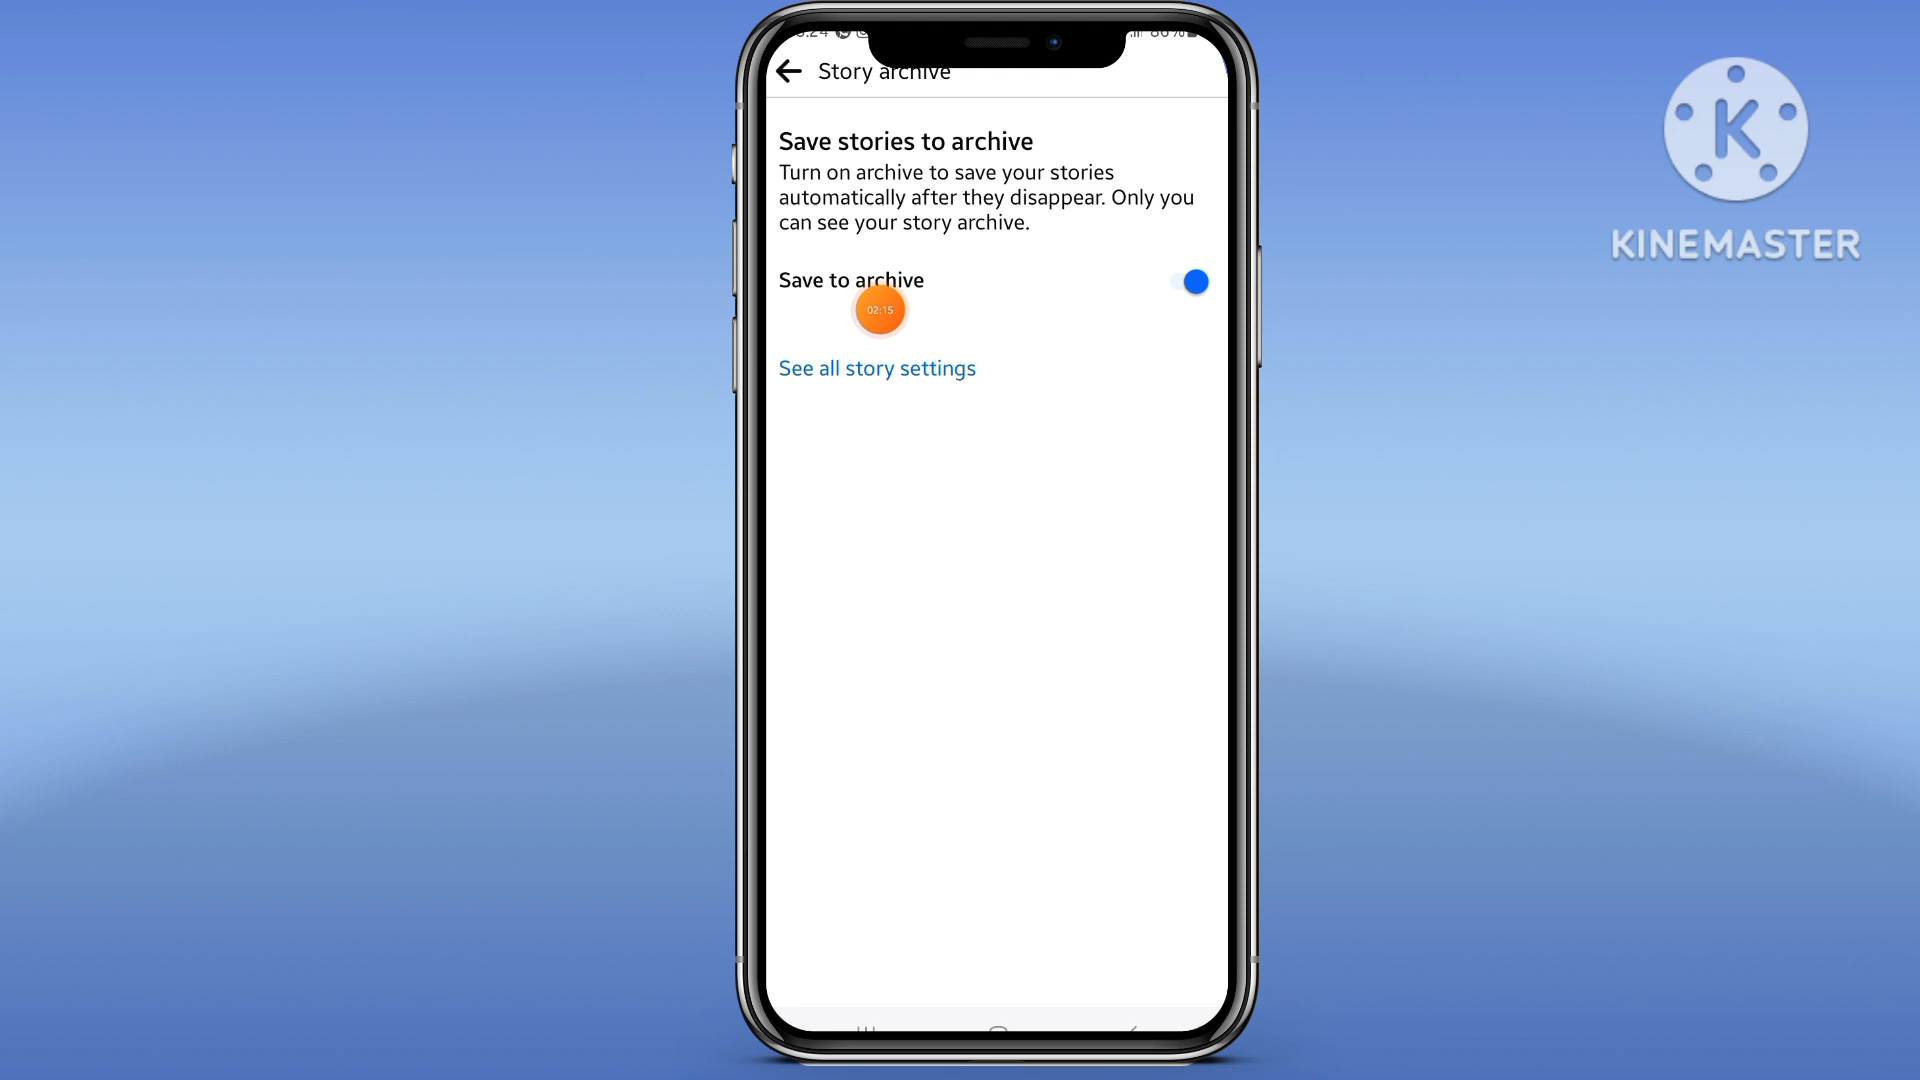 86%
Story archive
Save stories to archive
Turn on archive to save your stories
automatically after they disappear. Only you
can see your story archive.
Save to archive
02:15
See all story settings
K
KINEMASTER